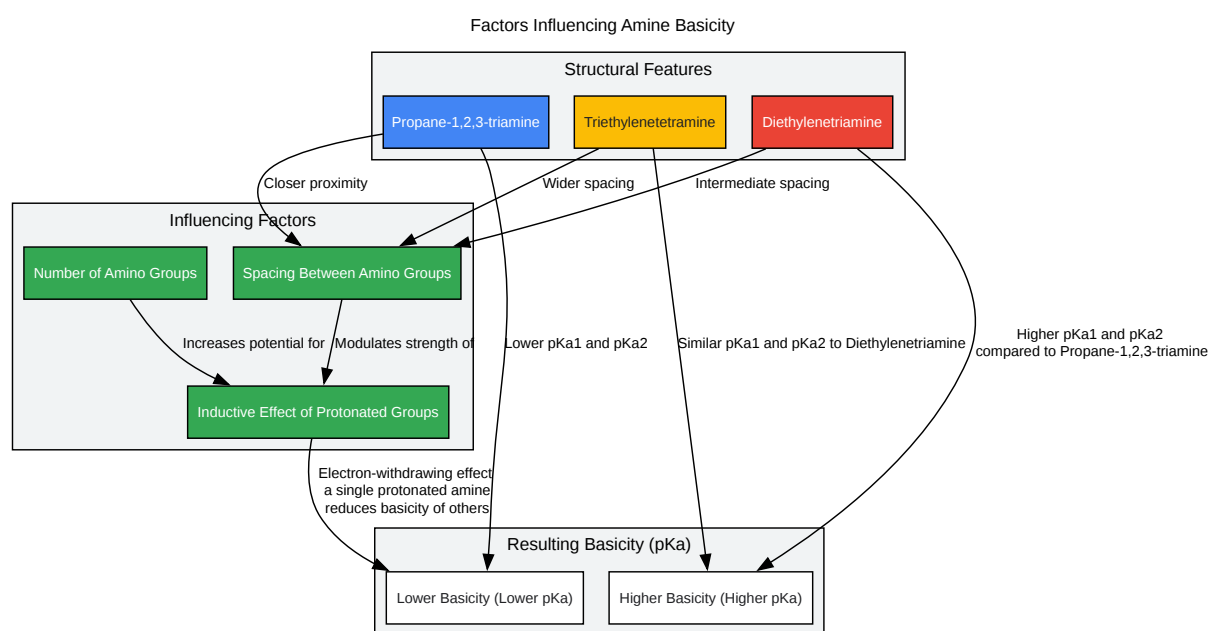 Factors Influencing Amine Basicity
Structural Features
Propane-1,2,3-triamine
Triethylenetetramine
Diethylenetriamine
Closer proximity
Wider spacing
Intermediate spacing
Influencing Factors
Number of Amino Groups
Spacing Between Amino Groups
Increases potential for
Modulates strength of
Lower pKa1 and pKa2
Similar pKa1 and pKa2 to Diethylenetriamine
Higher pKa1 and pKa2
compared to Propane-1,2,3-triamine
Inductive Effect of Protonated Groups
Electron-withdrawing effect
a single protonated amine
reduces basicity of others
Resulting Basicity (pKa)
Lower Basicity (Lower pKa)
Higher Basicity (Higher pKa)